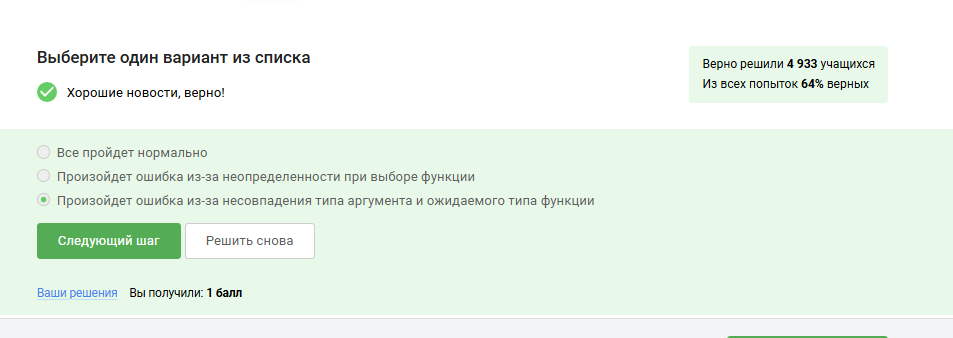 Выберите один вариант из списка
Верно решили 4 933 учащихся
Из всех попыток 64% верных
Хорошие новости, верно!
Все пройдет нормально
Произойдет ошибка из-за неопределенности при выборе функции
Произойдет ошибка из-за несовпадения типа аргумента и ожидаемого типа функции
Следующий шаг Решить снова
Ваши решения Вы получили: 1 балл